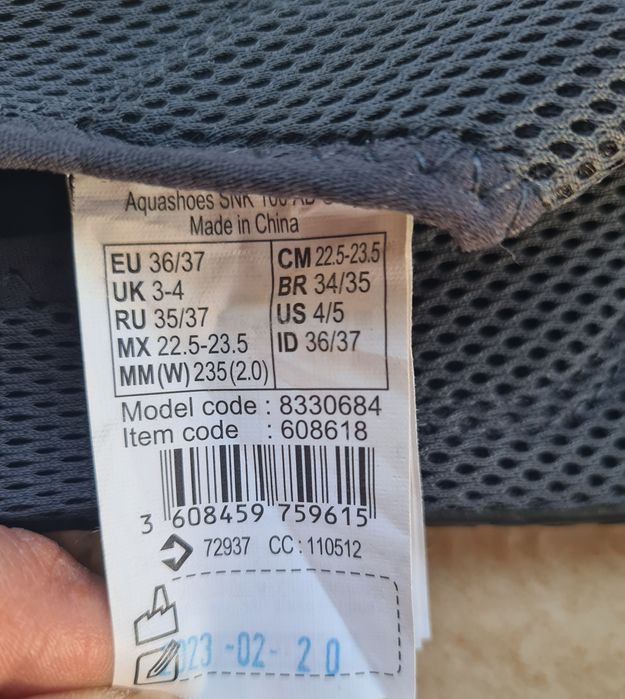 Aquashoes SNK 100
Made in China
EU 36/37
UK 3-4
RU 35/37
MX 22.5-23.5
MM(W) 235(2.0)
CM 22.5-23.5
BR 34/35
US 4/5
ID 36/37
Model code : 8330684
Item code : 608618
3 608459 759615
72937 CC : 110512
2023 -02- 20